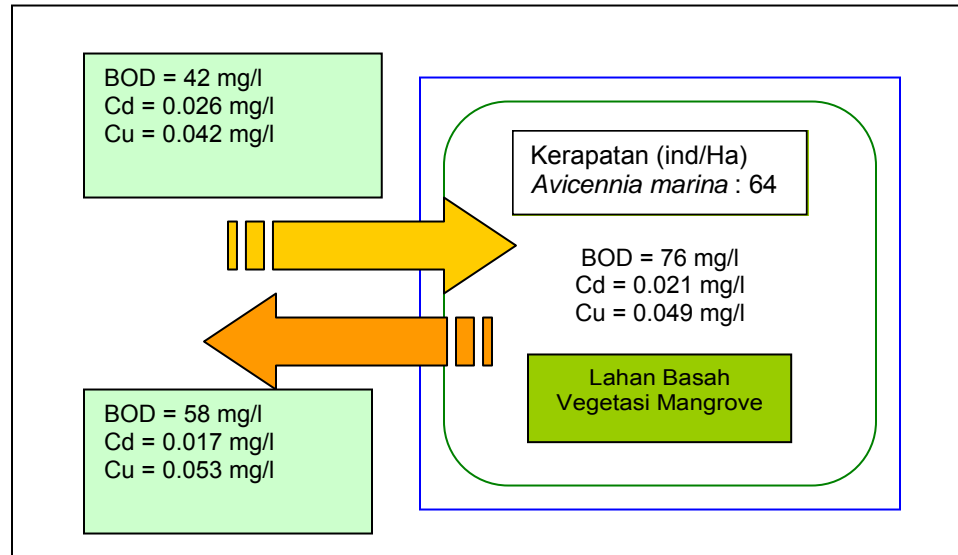 BOD = 42 mg/l
Cd = 0.026 mg/l
Cu = 0.042 mg/l
Kerapatan (ind/Ha)
Avicennia marina : 64
BOD = 76 mg/l
Cd = 0.021 mg/l
Cu = 0.049 mg/l
Lahan Basah
Vegetasi Mangrove
BOD = 58 mg/l
Cd = 0.017 mg/l
Cu = 0.053 mg/l